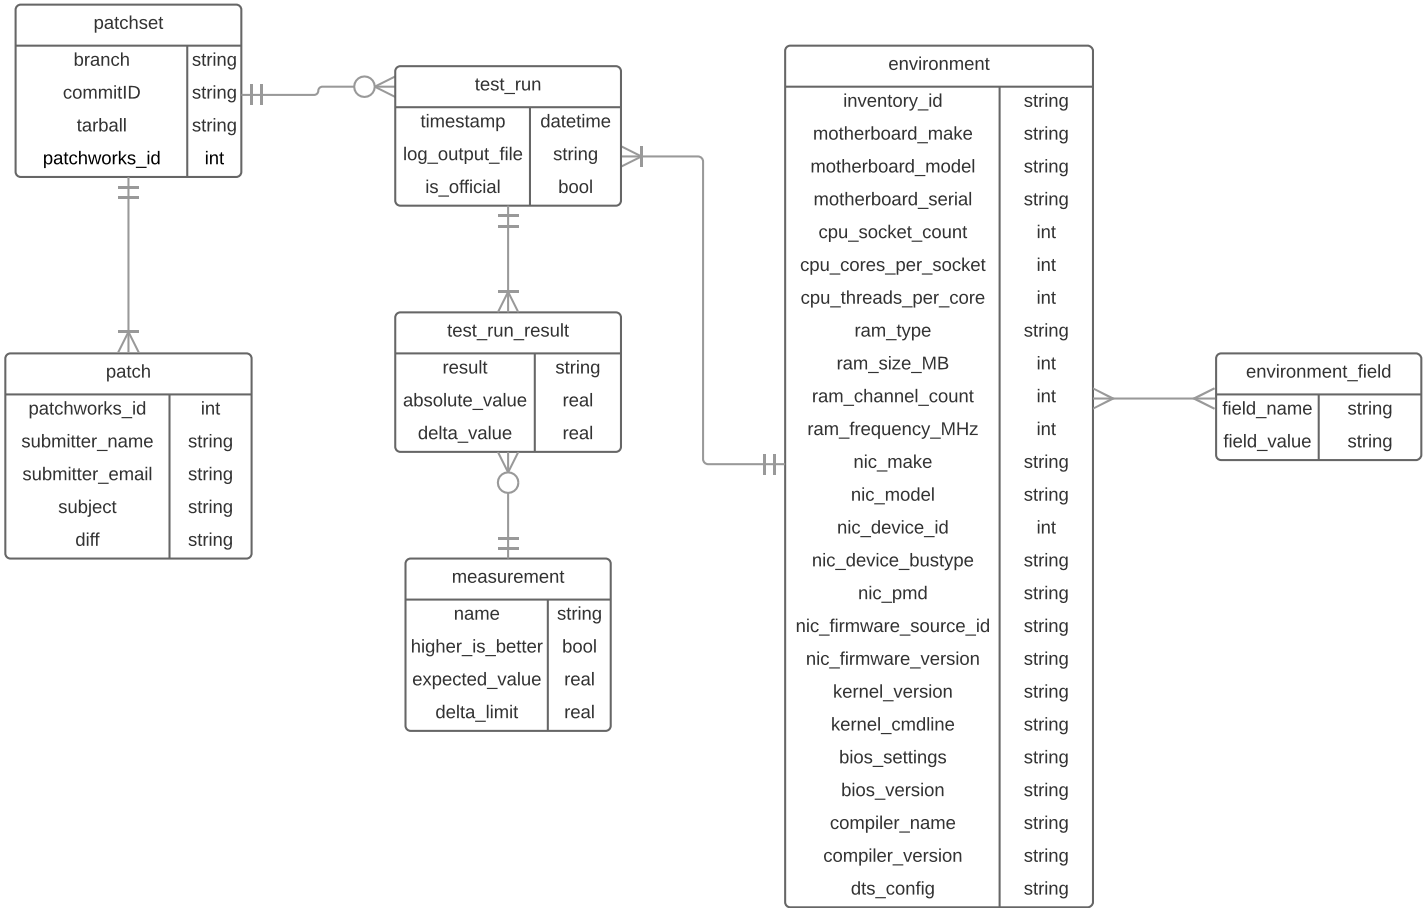 patchset
branch string
commitID string
tarball string
patchworks_id int
test_run
timestamp datetime
log_output_file string
is_official bool
environment
inventory_id string
motherboard_make string
motherboard_model string
motherboard_serial string
cpu_socket_count int
cpu_cores_per_socket int
cpu_threads_per_core int
ram_type string
ram_size_MB int
ram_channel_count int
ram_frequency_MHz int
nic_make string
nic_model string
nic_device_id int
nic_device_bustype string
nic_pmd string
nic_firmware_source_id string
nic_firmware_version string
kernel_version string
kernel_cmdline string
bios_settings string
bios_version string
compiler_name string
compiler_version string
dts_config string
test_run_result
result string
absolute_value real
delta_value real
patch
patchworks_id int
submitter_name string
submitter_email string
subject string
diff string
environment_field
field_name string
field_value string
measurement
name string
higher_is_better bool
expected_value real
delta_limit real